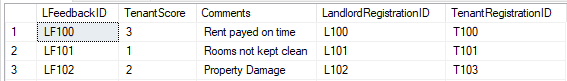 LFeedbackID TenantScore Comments LandlordRegistrationID TenantRegistrationID
1 LF100 3 Rent payed on time L100 T100
2 LF101 1 Rooms not kept clean L101 T101
3 LF102 2 Property Damage L102 T103